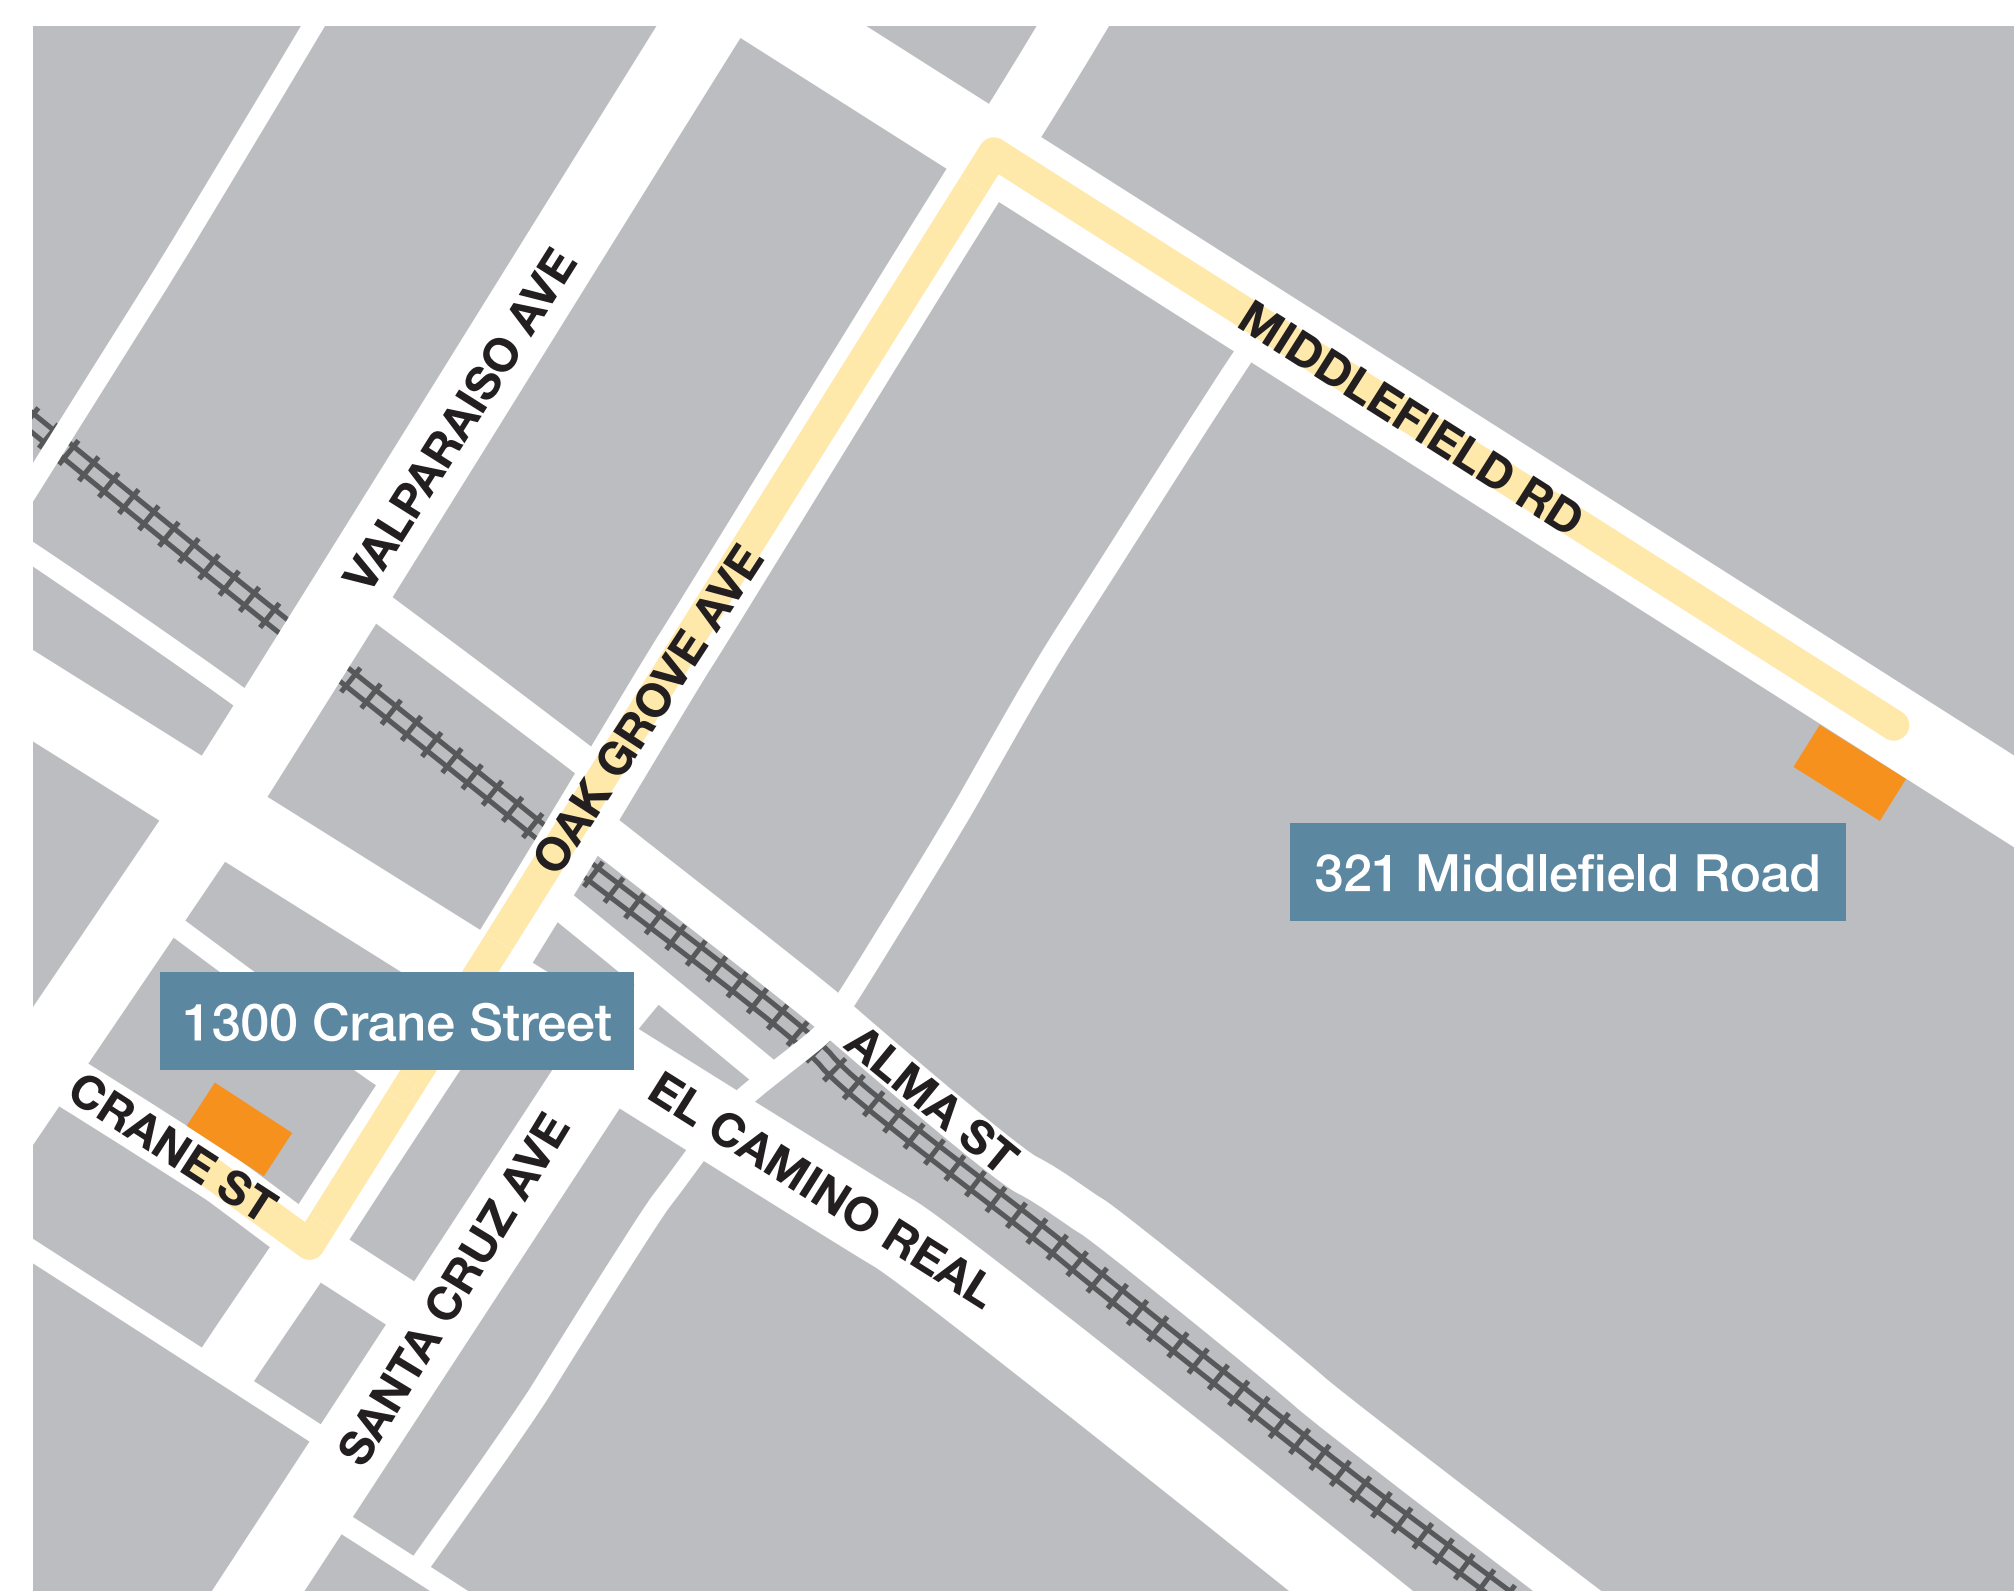 VALPARAISO AVE
MIDDLEFIELD RD
OAK GROVE AVE
321 Middlefield Road
1300 Crane Street
ALMA ST
CRANE ST
EL CAMINO REAL
SANTA CRUZ AVE